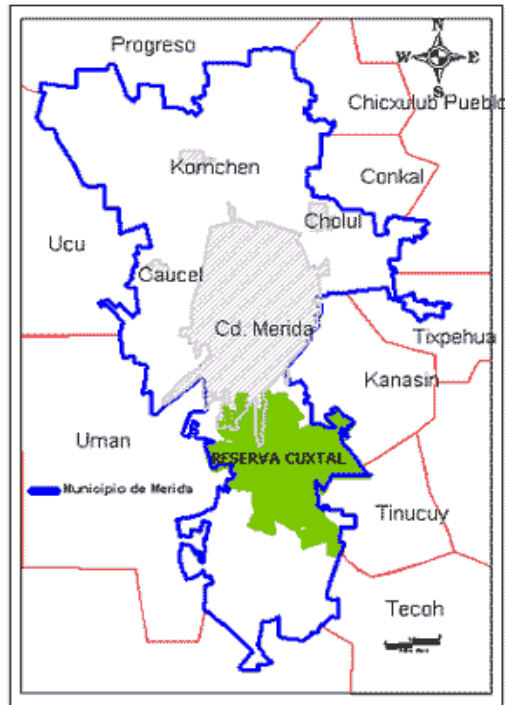 Progreso
N
W E
S
Chicxulub Pueblo
Komchen
Conkal
Cholul
Ucu
Caucel
Cd. Merida
Tixpehua
Kanasin
Uman
RESERVA CUXTAL
Municipio de Merida
Tinucuy
Tecoh